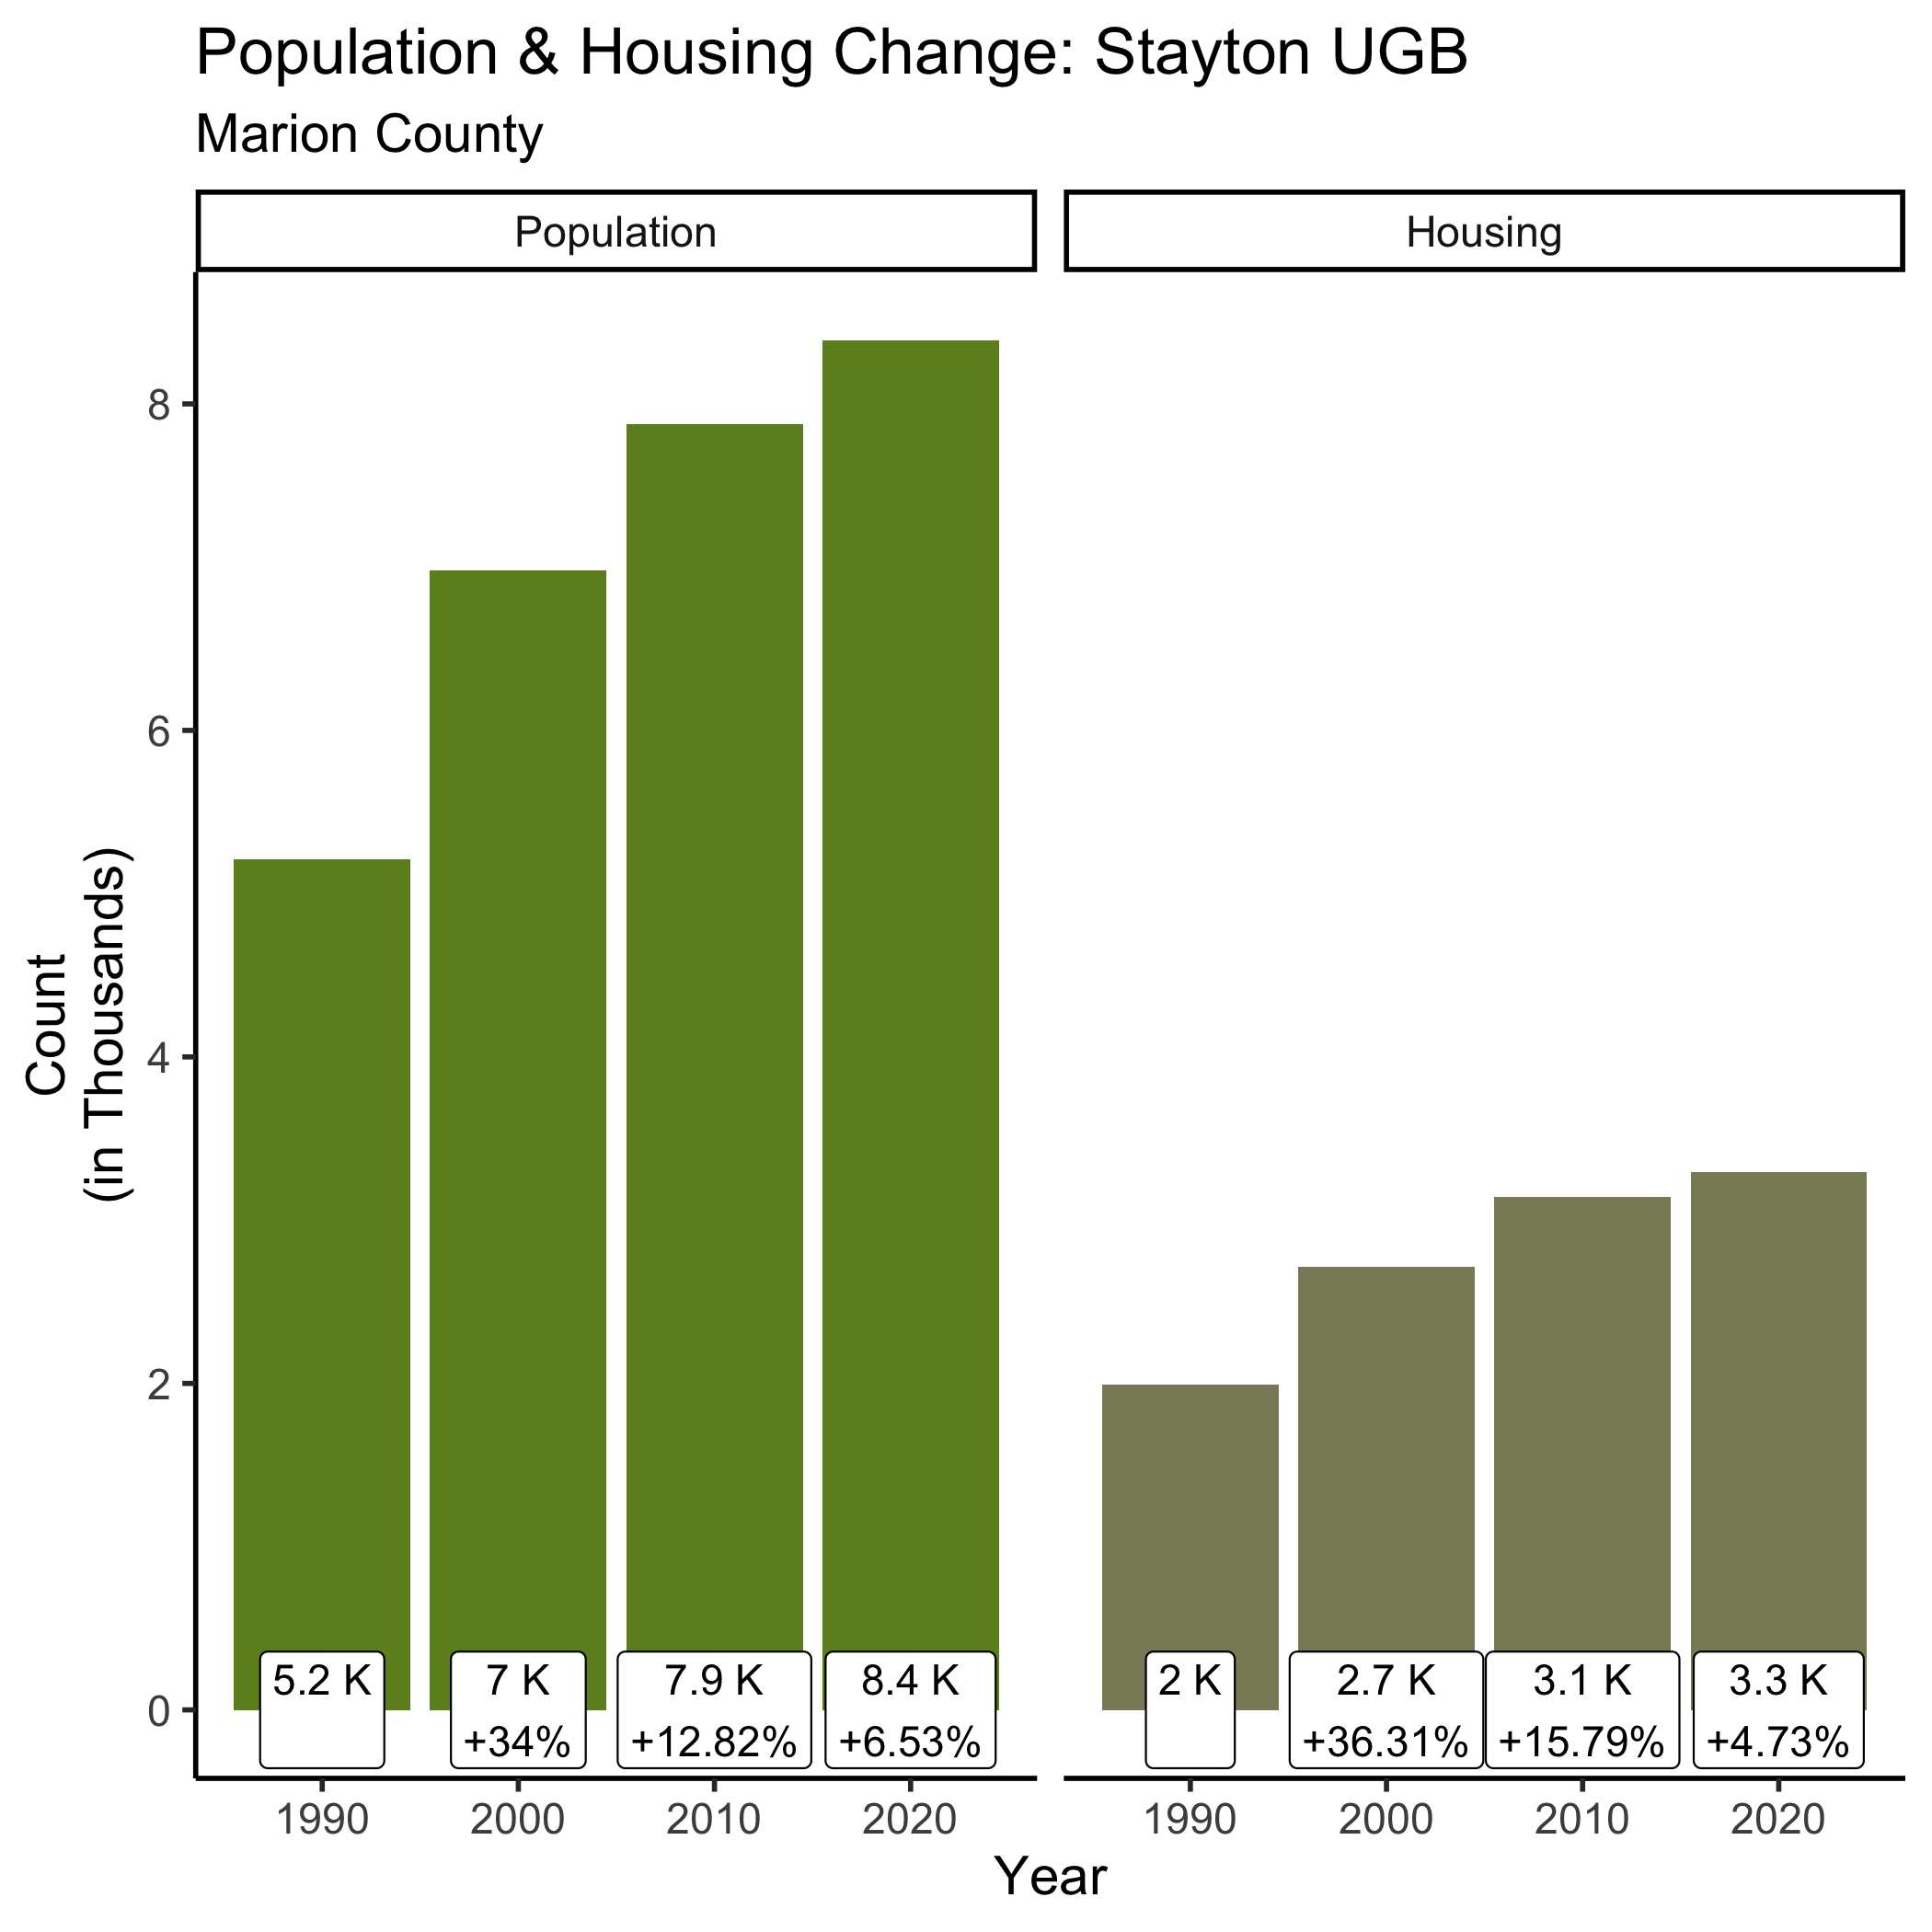 Population & Housing Change: Stayton UGB
Marion County
Population
Housing
Count
(in Thousands)
8
6
4
2
0
5.2 K
7 K
+34%
7.9 K
+12.82%
8.4 K
+6.53%
2 K
2.7 K
+36.31%
3.1 K
+15.79%
3.3 K
+4.73%
1990
2000
2010
2020
1990
2000
2010
2020
Year